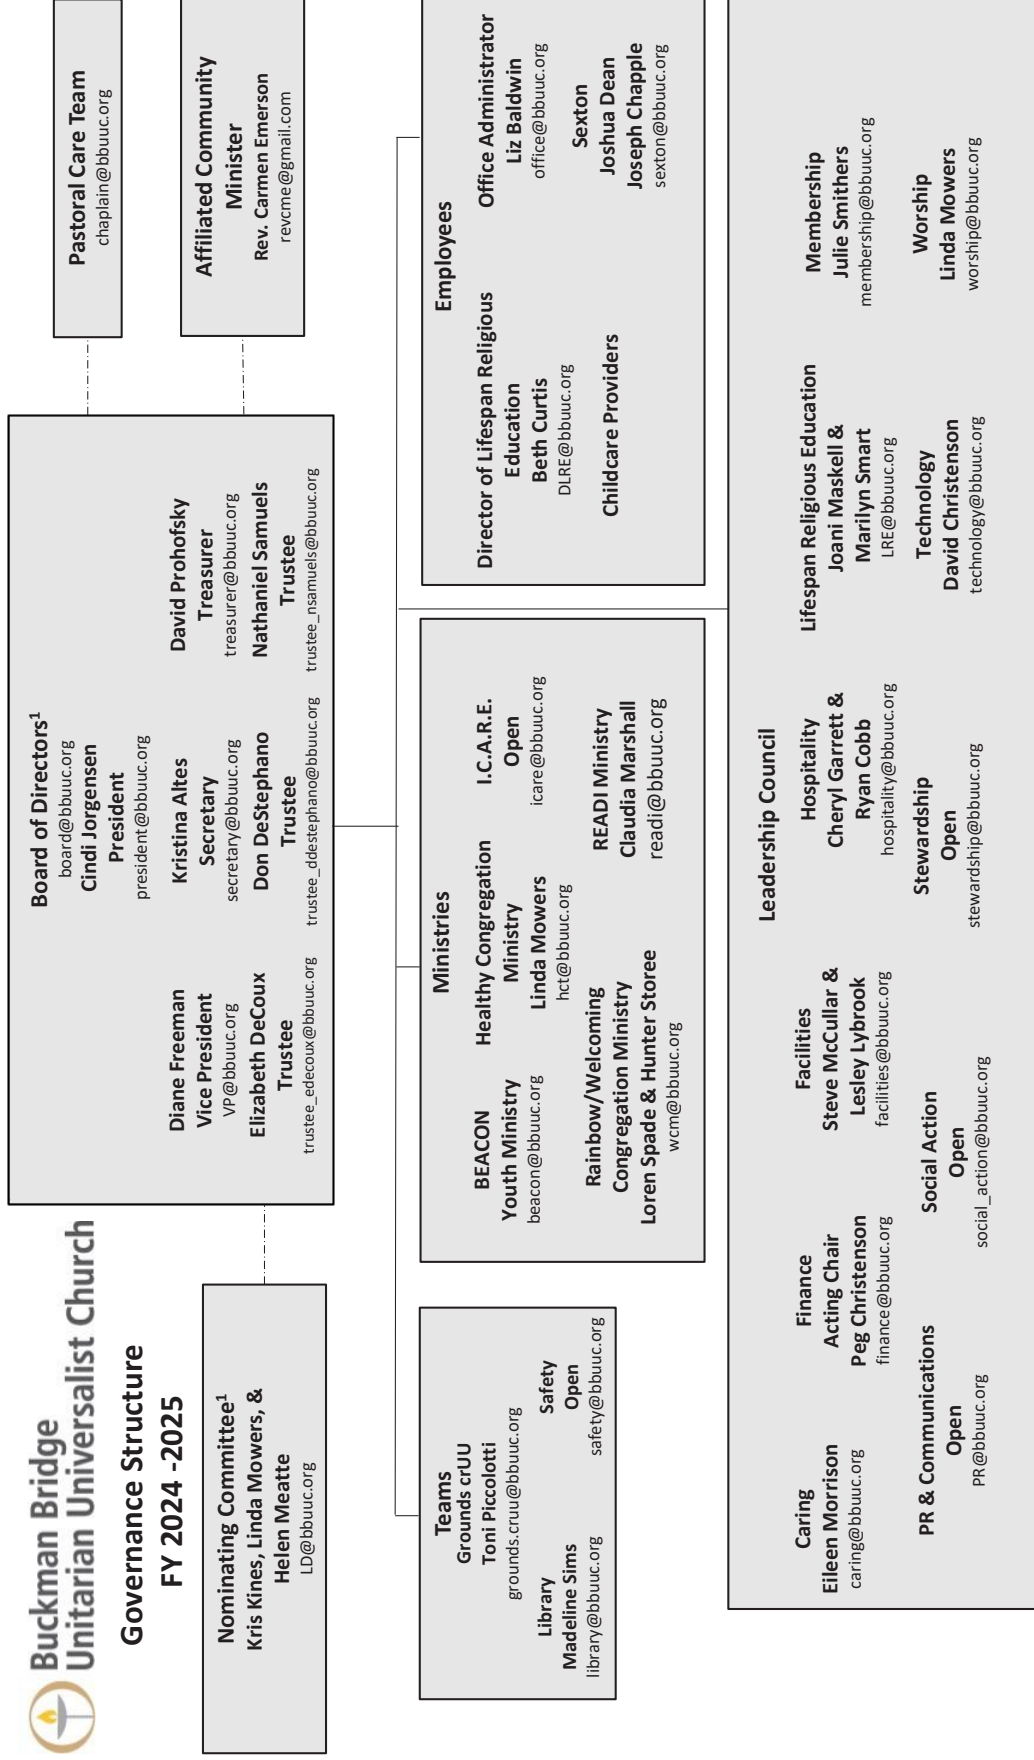 Buckman Bridge
Unitarian Universalist Church
Governance Structure
FY 2024 -2025
Nominating Committee¹
Kris Kines, Linda Mowers, &
Helen Meatte
LD@bbuuc.org
Board of Directors¹
board@bbuuc.org
Cindi Jorgensen
President
president@bbuuc.org
Diane Freeman
Vice President
VP@bbuuc.org
Elizabeth DeCoux
Trustee
trustee_edecoux@bbuuc.org
Kristina Altes
Secretary
secretary@bbuuc.org
Don DeStephano
Trustee
trustee_ddestephano@bbuuc.org
David Prohofsky
Treasurer
treasurer@bbuuc.org
Nathaniel Samuels
Trustee
trustee_nsamuels@bbuuc.org
Pastoral Care Team
chaplain@bbuuc.org
Affiliated Community
Minister
Rev. Carmen Emerson
revcme@gmail.com
Teams
Grounds crUU
Toni Piccolotti
grounds.cruu@bbuuc.org
Library
Madeline Sims
library@bbuuc.org
Safety
Open
safety@bbuuc.org
Ministries
BEACON
Youth Ministry
beacon@bbuuc.org
Healthy Congregation
Ministry
Linda Mowers
hct@bbuuc.org
I.C.A.R.E.
Open
icare@bbuuc.org
Rainbow/Welcoming
Congregation Ministry
Loren Spade & Hunter Storee
wcm@bbuuc.org
READI Ministry
Claudia Marshall
readi@bbuuc.org
Employees
Director of Lifespan Religious
Education
Beth Curtis
DLRE@bbuuc.org
Office Administrator
Liz Baldwin
office@bbuuc.org
Childcare Providers
Sexton
Joshua Dean
Joseph Chapple
sexton@bbuuc.org
Leadership Council
Caring
Eileen Morrison
caring@bbuuc.org
Finance
Acting Chair
Peg Christenson
finance@bbuuc.org
Facilities
Steve McCullar &
Lesley Lybrook
facilities@bbuuc.org
Hospitality
Cheryl Garrett &
Ryan Cobb
hospitality@bbuuc.org
Lifespan Religious Education
Joani Maskell &
Marilyn Smart
LRE@bbuuc.org
Membership
Julie Smithers
membership@bbuuc.org
PR & Communications
Open
PR@bbuuc.org
Social Action
Open
social_action@bbuuc.org
Stewardship
Open
stewardship@bbuuc.org
Technology
David Christenson
technology@bbuuc.org
Worship
Linda Mowers
worship@bbuuc.org